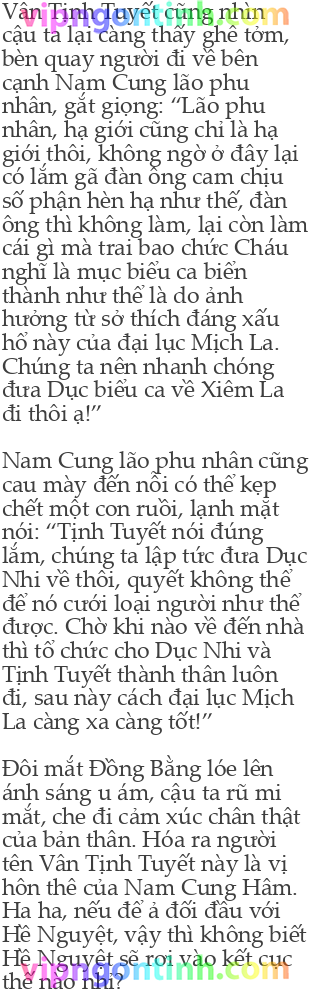 Vân Tịnh Tuyết cũng nhìn
cậu ta lại càng thấy ghê tởm,
vipngontinh.com
bèn quay người đi về bên
cạnh Nam Cung lão phu
nhân, gắt giọng: “Lão phu
nhân, hạ giới cũng chỉ là hạ
giới thôi, không ngờ ở đây lại
có lắm gã đàn ông cam chịu
số phận hèn hạ như thế, đàn
ông thì không làm, lại còn làm
cái gì mà trai bao chức Cháu
nghĩ là mục biểu ca biển
thành như thể là do ảnh
hưởng từ sở thích đáng xấu
hổ này của đại lục Mịch La.
Chúng ta nên nhanh chóng
đưa Dục biểu ca về Xiêm La
đi thôi ạ!”
Nam Cung lão phu nhân cũng
cau mày đến nỗi có thể kẹp
chết một con ruồi, lạnh mặt
nói: “Tịnh Tuyết nói đúng
lắm, chúng ta lập tức đưa Dục
Nhi về thôi, quyết không thể
để nó cưới loại người như thể
được. Chờ khi nào về đến nhà
thì tổ chức cho Dục Nhi và
Tịnh Tuyết thành thân luôn
đi, sau này cách đại lục Mịch
La càng xa càng tốt!”
Đôi mắt Đồng Bằng lóe lên
ánh sáng u ám, cậu ta rũ mi
mắt, che đi cảm xúc chân thật
của bản thân. Hóa ra người
tên Vân Tịnh Tuyết này là vị
hôn thê của Nam Cung Hâm.
Ha ha, nếu để ả đối đầu với
Hề Nguyệt, vậy thì không biết
Hề Nguyệt sẽ rơi vào kết cục
vipngontinh.com
thế nào nhỉ?